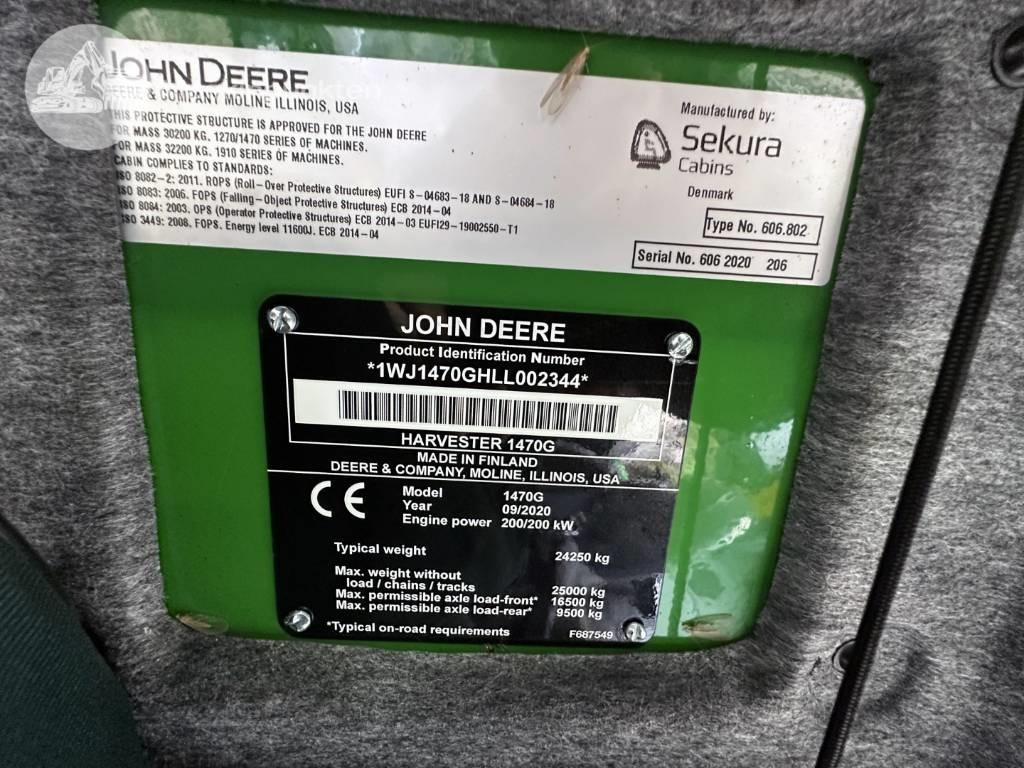 JOHN DEERE
DEERE & COMPANY MOLINE ILLINOIS, USA
THIS PROTECTIVE STRUCTURE IS APPROVED FOR THE JOHN DEERE
FOR MASS 30200 KG. 1270/1470 SERIES OF MACHINES.
FOR MASS 32200 KG. 1910 SERIES OF MACHINES.
CABIN COMPLIES TO STANDARDS:
ISO 8082-2: 2011. ROPS (Roll-Over Protective Structures) EUFI S-04683-18 AND S-04684-18
ISO 8083: 2006. FOPS (Falling-Object Protective Structures) ECB 2014-04
ISO 8084: 2003. OPS (Operator Protective Structures) ECB 2014-03 EUFI29-19002550-T1
ISO 3449: 2008. FOPS. Energy level 11600J. ECB 2014-04
Manufactured by:
Sekura
Cabins
Denmark
Type No. 606.802
Serial No. 606 2020 206
JOHN DEERE
Product Identification Number
*1WJ1470GHLL002344*
HARVESTER 1470G
MADE IN FINLAND
DEERE & COMPANY, MOLINE, ILLINOIS, USA
CE
Model 1470G
Year 09/2020
Engine power 200/200 kW
Typical weight 24250 kg
Max. weight without
load / chains / tracks 25000 kg
Max. permissible axle load-front* 16500 kg
Max. permissible axle load-rear* 9500 kg
*Typical on-road requirements F687549